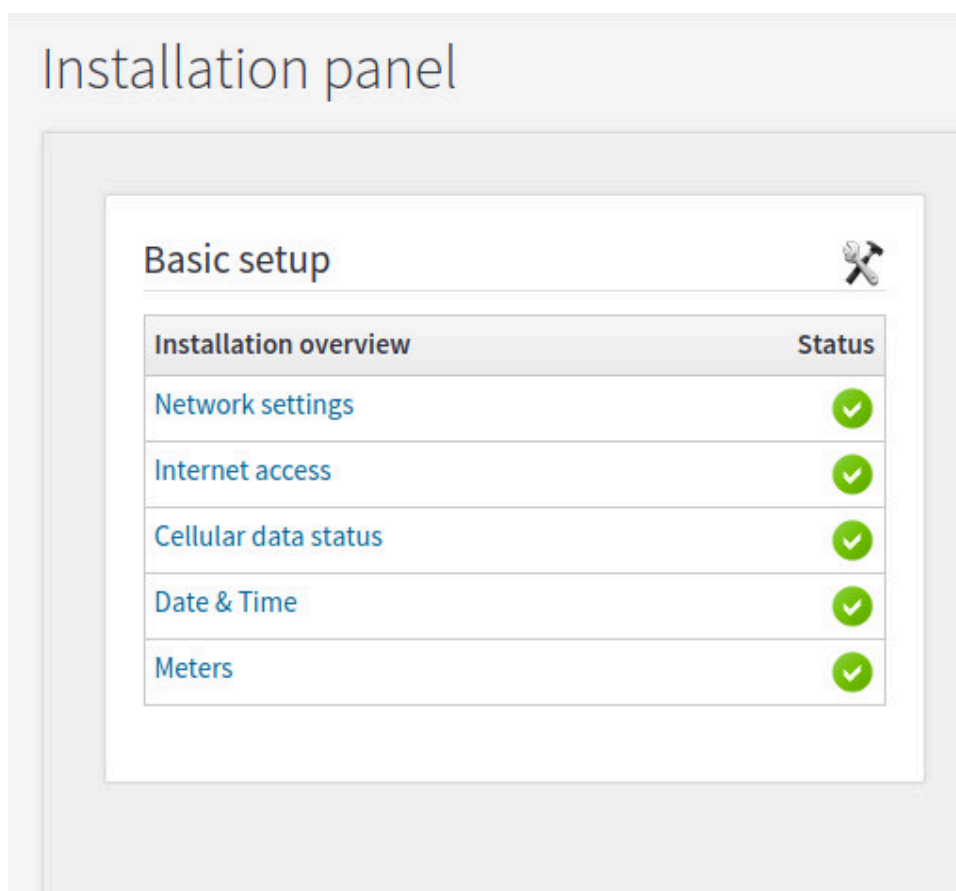 Installation panel
Basic setup
Installation overview Status
Network settings
Internet access
Cellular data status
Date & Time
Meters